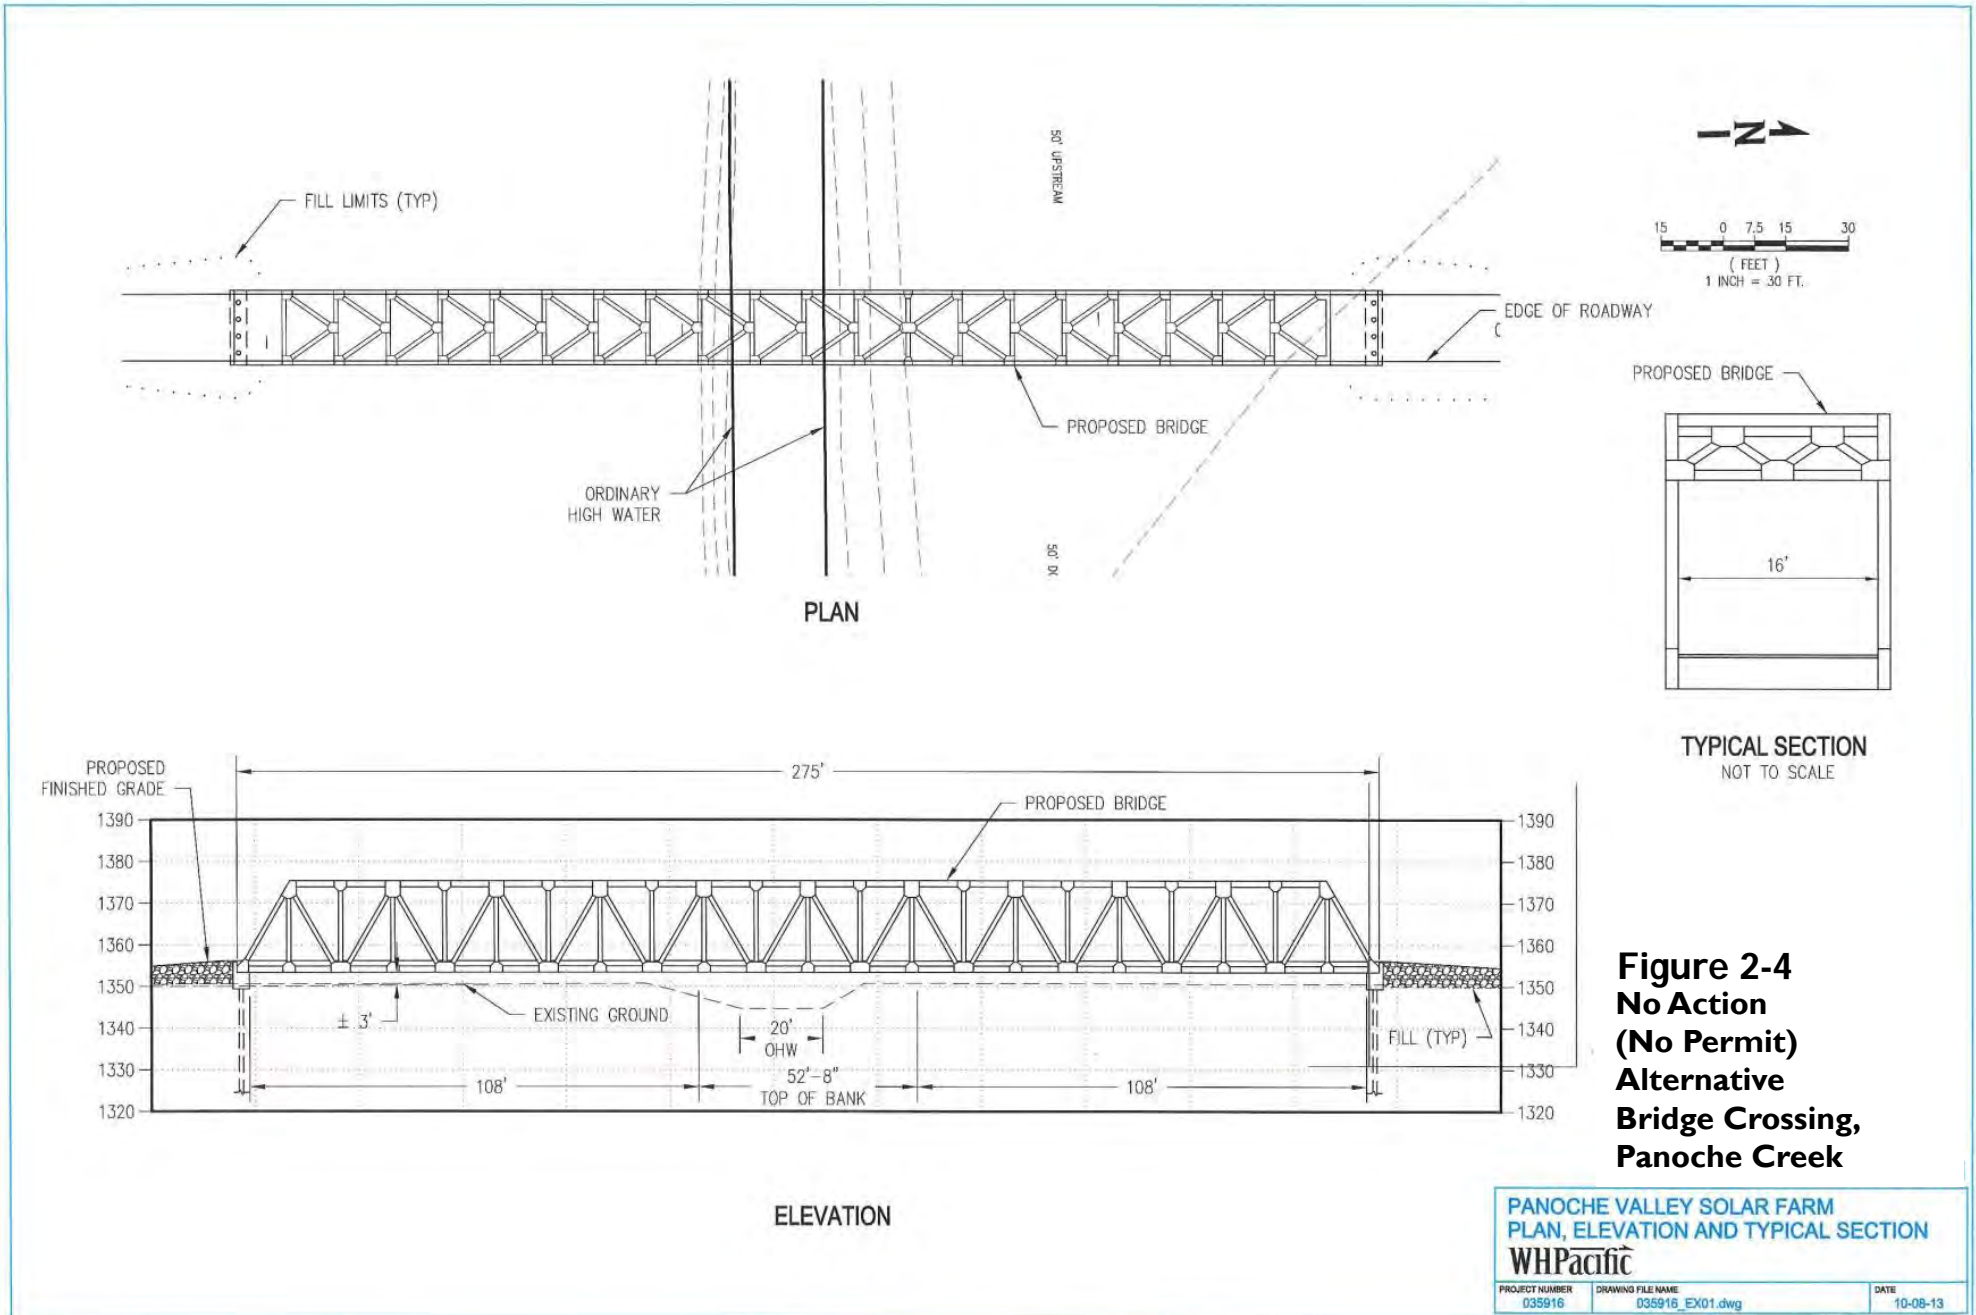 FILL LIMITS (TYP)
50' UPSTREAM
N
15 0 7.5 15 30
( FEET )
1 INCH = 30 FT.
EDGE OF ROADWAY
PROPOSED BRIDGE
ORDINARY
HIGH WATER
50'
PLAN
PROPOSED BRIDGE
16'
TYPICAL SECTION
NOT TO SCALE
PROPOSED
FINISHED GRADE
275'
PROPOSED BRIDGE
1390 1390
1380 1380
1370 1370
1360 1360
1350 1350
1340 1340
1330 1330
1320 1320
± 3'
EXISTING GROUND
20'
OHW
FILL (TYP)
108'
52'-8"
TOP OF BANK
108'
ELEVATION
Figure 2-4
No Action
(No Permit)
Alternative
Bridge Crossing,
Panoche Creek
PANOCHE VALLEY SOLAR FARM
PLAN, ELEVATION AND TYPICAL SECTION
WHPacific
PROJECT NUMBER DRAWING FILE NAME DATE
035916 035916_EX01.dwg 10-08-13